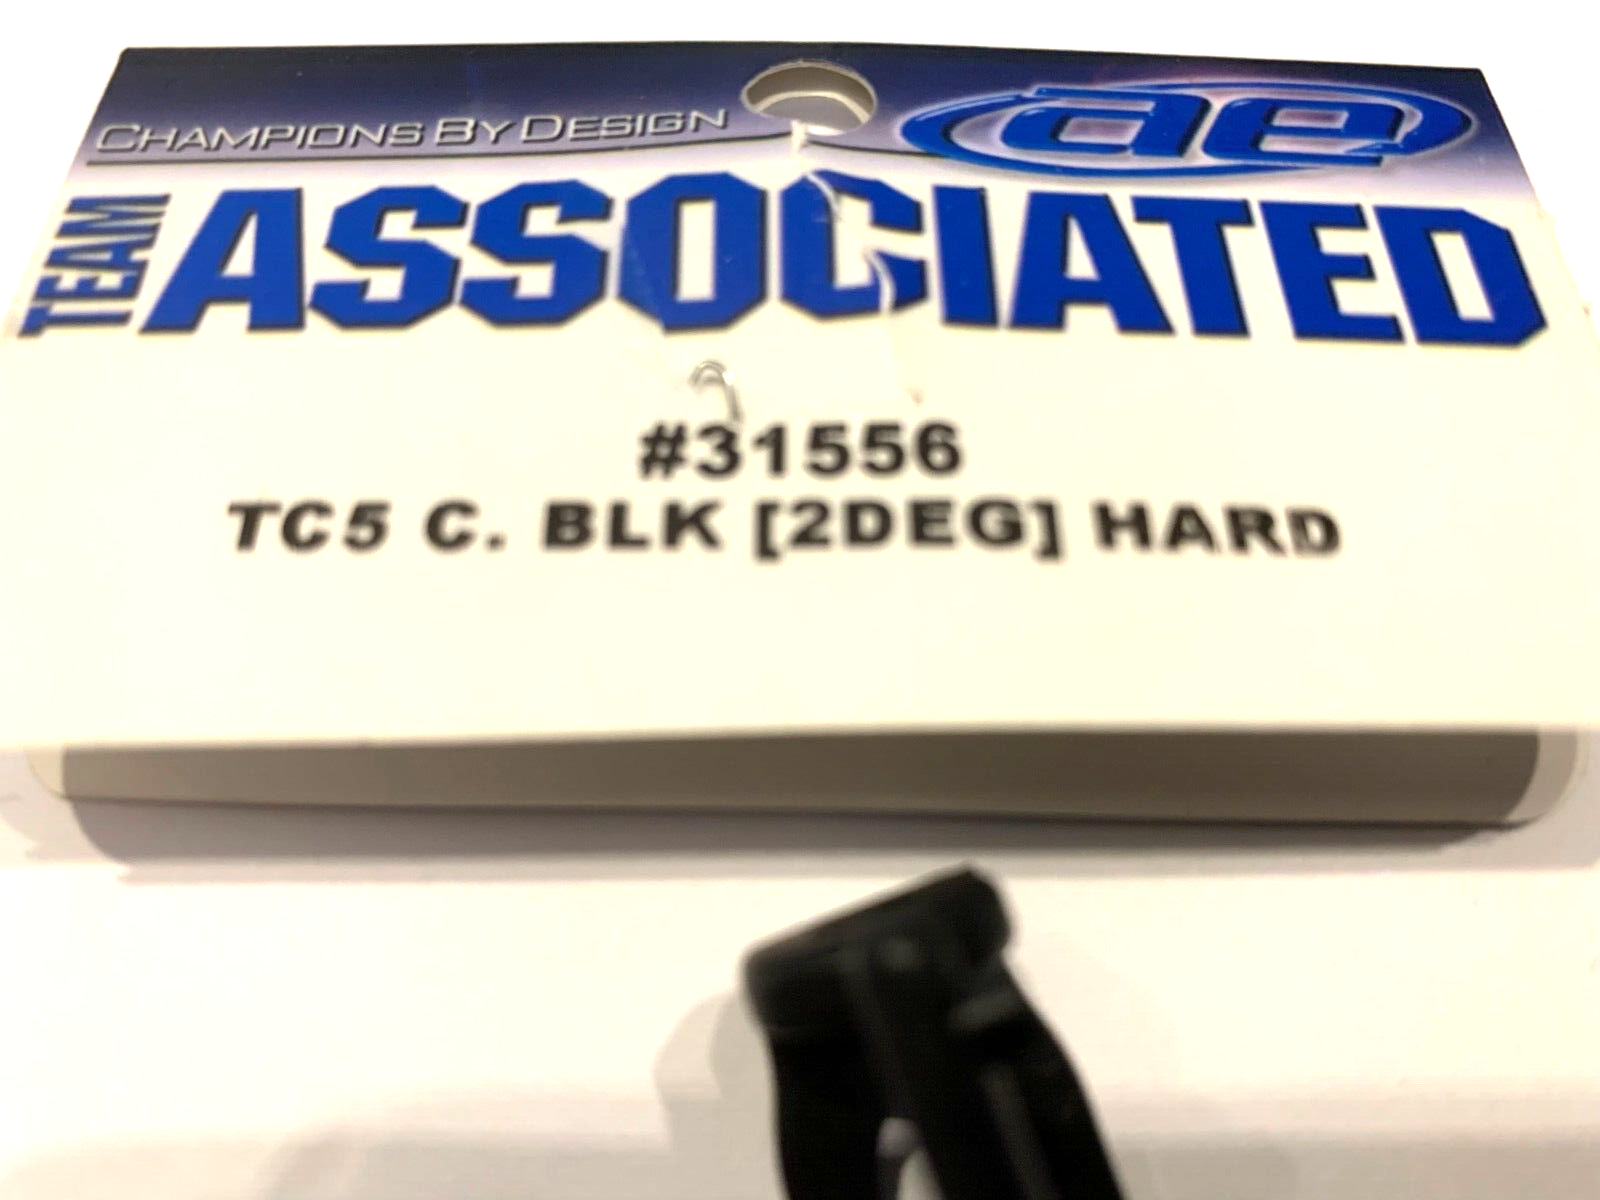 CHAMPIONS BY DESIGN
ae
TEAM ASSOCIATED
#31556
TC5 C. BLK [2DEG] HARD